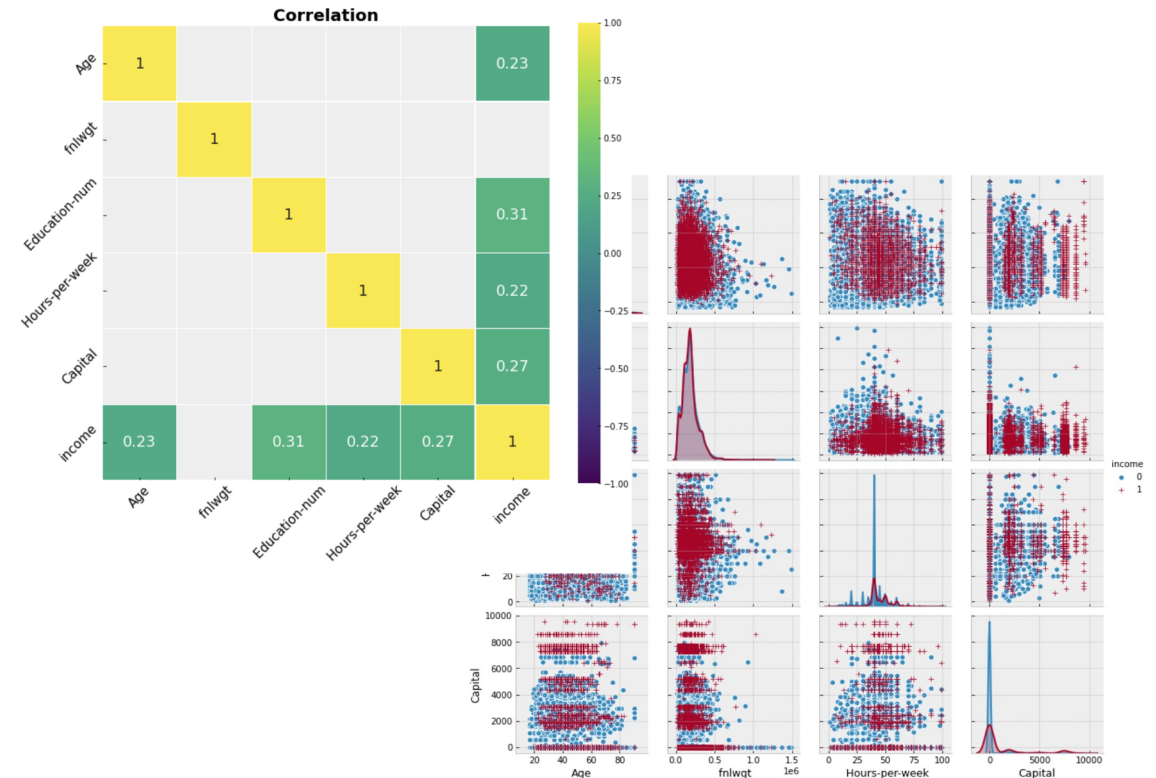 Correlation
Age
1
0.23
fnlwgt
1
Education-num
1
0.31
Hours-per-week
1
0.22
Capital
1
0.27
income
0.23
0.31
0.22
0.27
1
Age
fnlwgt
Education-num
Hours-per-week
Capital
income
1.00
0.75
0.50
0.25
0.00
−0.25
−0.50
−0.75
−1.00
income
0
1
20
0
10000
8000
6000
4000
2000
0
Capital
20 40 60 80 100
Age
0.0 0.5 1.0 1.5
1e6
fnlwgt
0 25 50 75 100
Hours-per-week
0 5000 10000
Capital